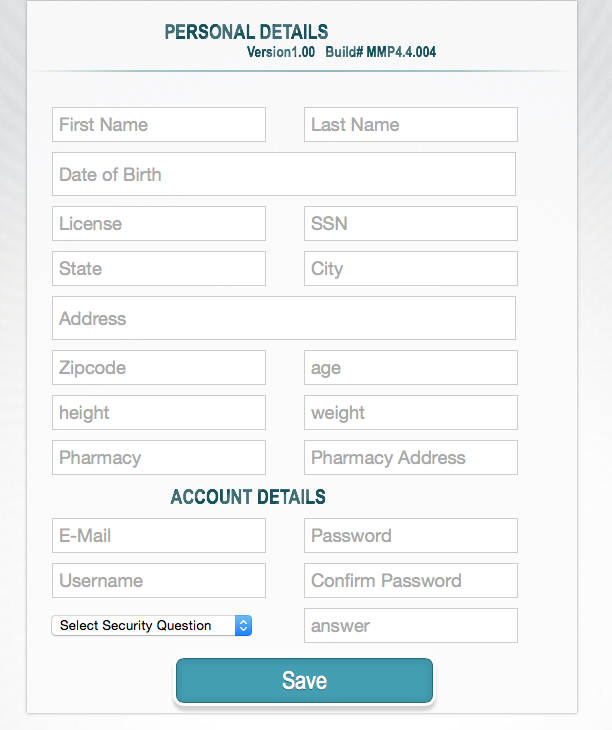 PERSONAL DETAILS
Version1.00 Build# MMP4.4.004
First Name Last Name
Date of Birth
License SSN
State City
Address
Zipcode age
height weight
Pharmacy Pharmacy Address
ACCOUNT DETAILS
E-Mail Password
Username Confirm Password
Select Security Question answer
Save